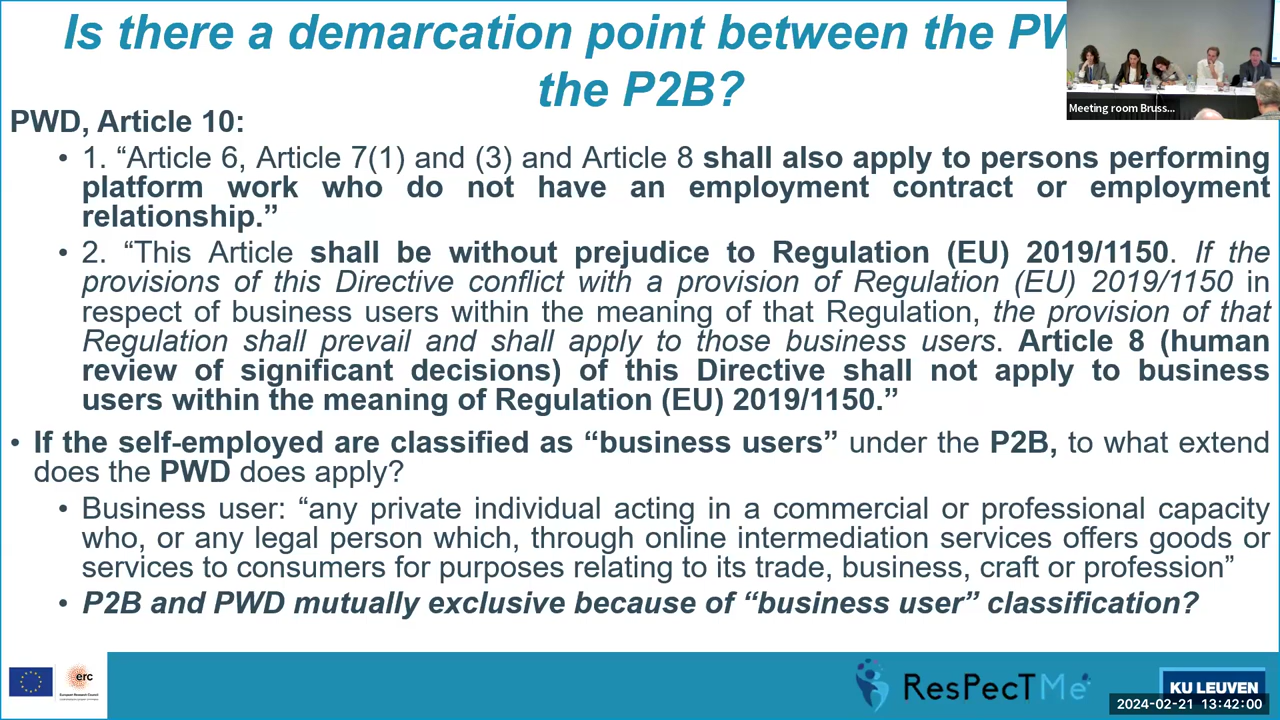 Is there a demarcation point between the
the P2B?
Meeting room Bruss...
PWD, Article 10:
• 1. “Article 6, Article 7(1) and (3) and Article 8 shall also apply to persons performing
platform work who do not have an employment contract or employment
relationship.”
• 2. “This Article shall be without prejudice to Regulation (EU) 2019/1150. If the
provisions of this Directive conflict with a provision of Regulation (EU) 2019/1150 in
respect of business users within the meaning of that Regulation, the provision of that
Regulation shall prevail and shall apply to those business users. Article 8 (human
review of significant decisions) of this Directive shall not apply to business
users within the meaning of Regulation (EU) 2019/1150.”
• If the self-employed are classified as “business users” under the P2B, to what extend
does the PWD does apply?
• Business user: “any private individual acting in a commercial or professional capacity
who, or any legal person which, through online intermediation services offers goods or
services to consumers for purposes relating to its trade, business, craft or profession”
• P2B and PWD mutually exclusive because of “business user” classification?
erc
European Research Council
ResPecTMe
KU LEUVEN
2024-02-21 13:42:00